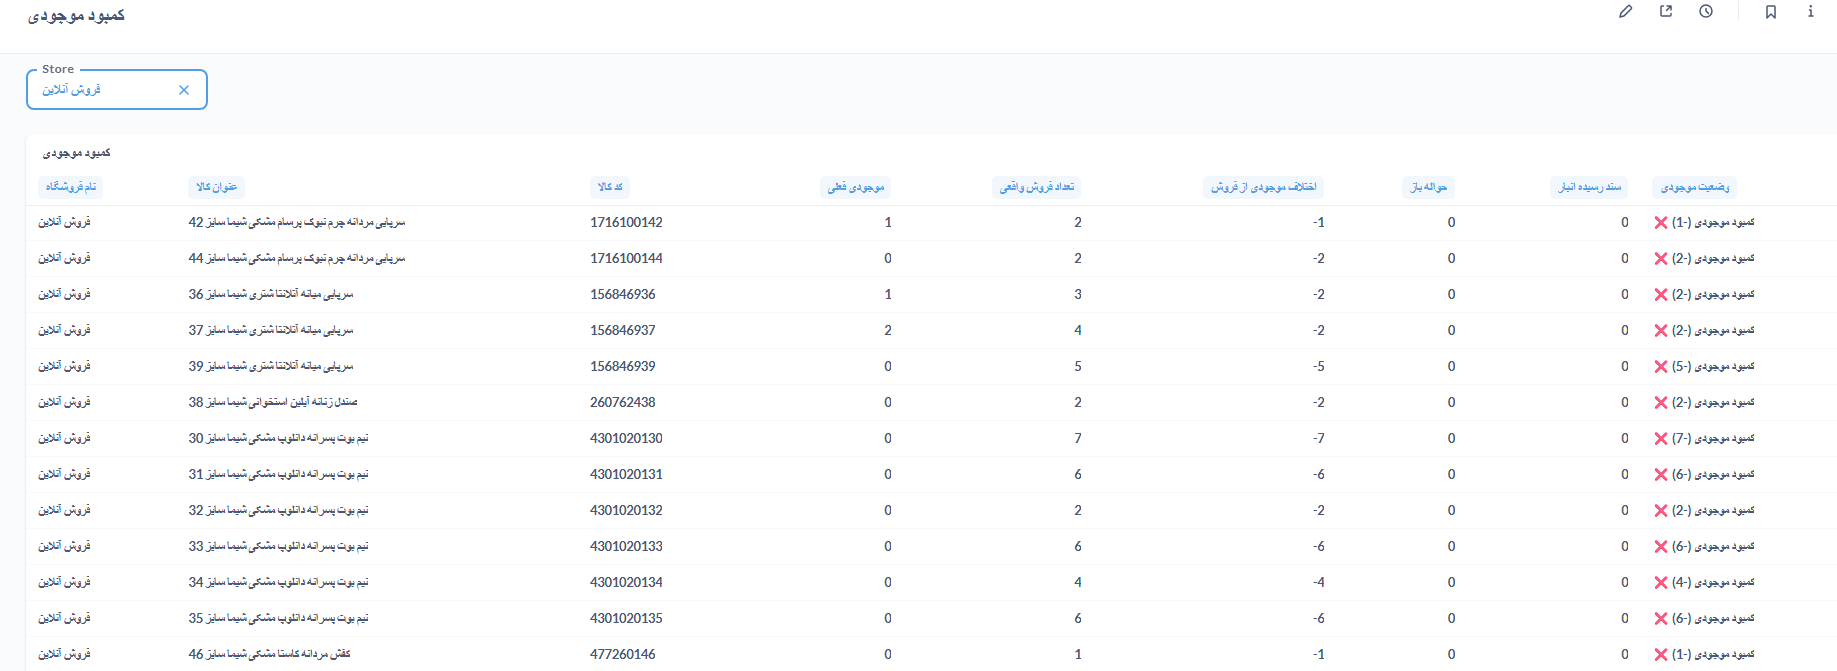 کمبود موجودی
Store
فروش آنلاین
کمبود موجودی
نام فروشگاه عنوان کالا کد کالا موجودی فعلی تعداد فروش واقعی اختلاف موجودی از فروش حواله باز سند رسیده انبار وضعیت موجودی
فروش آنلاین سرپایی مردانه چرم نبوک پرسام مشکی شیما سایز 42 1716100142 1 2 -1 0 0 ❌ کمبود موجودی (-1)
فروش آنلاین سرپایی مردانه چرم نبوک پرسام مشکی شیما سایز 44 1716100144 0 2 -2 0 0 ❌ کمبود موجودی (-2)
فروش آنلاین سرپایی میانه آتلانتا شتری شیما سایز 36 156846936 1 3 -2 0 0 ❌ کمبود موجودی (-2)
فروش آنلاین سرپایی میانه آتلانتا شتری شیما سایز 37 156846937 2 4 -2 0 0 ❌ کمبود موجودی (-2)
فروش آنلاین سرپایی میانه آتلانتا شتری شیما سایز 39 156846939 0 5 -5 0 0 ❌ کمبود موجودی (-5)
فروش آنلاین صندل زنانه آیلین استخوانی شیما سایز 38 260762438 0 2 -2 0 0 ❌ کمبود موجودی (-2)
فروش آنلاین نیم بوت پسرانه دانلوپ مشکی شیما سایز 30 4301020130 0 7 -7 0 0 ❌ کمبود موجودی (-7)
فروش آنلاین نیم بوت پسرانه دانلوپ مشکی شیما سایز 31 4301020131 0 6 -6 0 0 ❌ کمبود موجودی (-6)
فروش آنلاین نیم بوت پسرانه دانلوپ مشکی شیما سایز 32 4301020132 0 2 -2 0 0 ❌ کمبود موجودی (-2)
فروش آنلاین نیم بوت پسرانه دانلوپ مشکی شیما سایز 33 4301020133 0 6 -6 0 0 ❌ کمبود موجودی (-6)
فروش آنلاین نیم بوت پسرانه دانلوپ مشکی شیما سایز 34 4301020134 0 4 -4 0 0 ❌ کمبود موجودی (-4)
فروش آنلاین نیم بوت پسرانه دانلوپ مشکی شیما سایز 35 4301020135 0 6 -6 0 0 ❌ کمبود موجودی (-6)
فروش آنلاین کفش مردانه کاستا مشکی شیما سایز 46 477260146 0 1 -1 0 0 ❌ کمبود موجودی (-1)